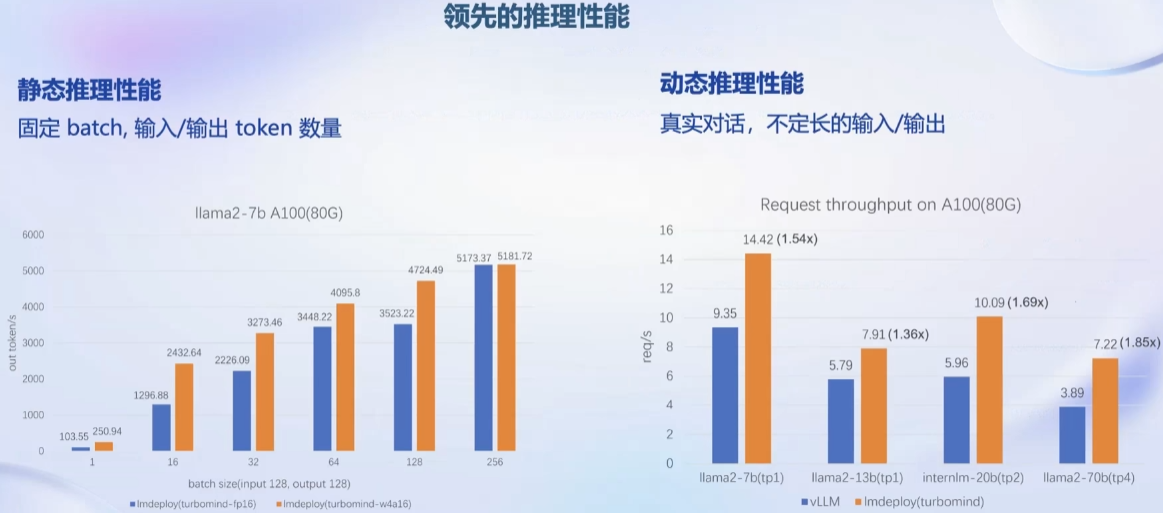 领先的推理性能
静态推理性能
固定 batch, 输入/输出 token 数量
llama2-7b A100(80G)
6000
5000
4000
3000
2000
1000
0
out token/s
103.55 250.94
1296.88 2432.64
2226.09 3273.46
3448.22 4095.8
3523.22 4724.49
5173.37 5181.72
1 16 32 64 128 256
batch size(input 128, output 128)
lmdeploy(turbomind-fp16) lmdeploy(turbomind-w4a16)
动态推理性能
真实对话，不定长的输入/输出
Request throughput on A100(80G)
16
14
12
10
8
6
4
2
0
req/s
9.35 14.42 (1.54x)
5.79 7.91 (1.36x)
5.96 10.09 (1.69x)
3.89 7.22 (1.85x)
llama2-7b(tp1) llama2-13b(tp1) internlm-20b(tp2) llama2-70b(tp4)
vLLM lmdeploy(turbomind)